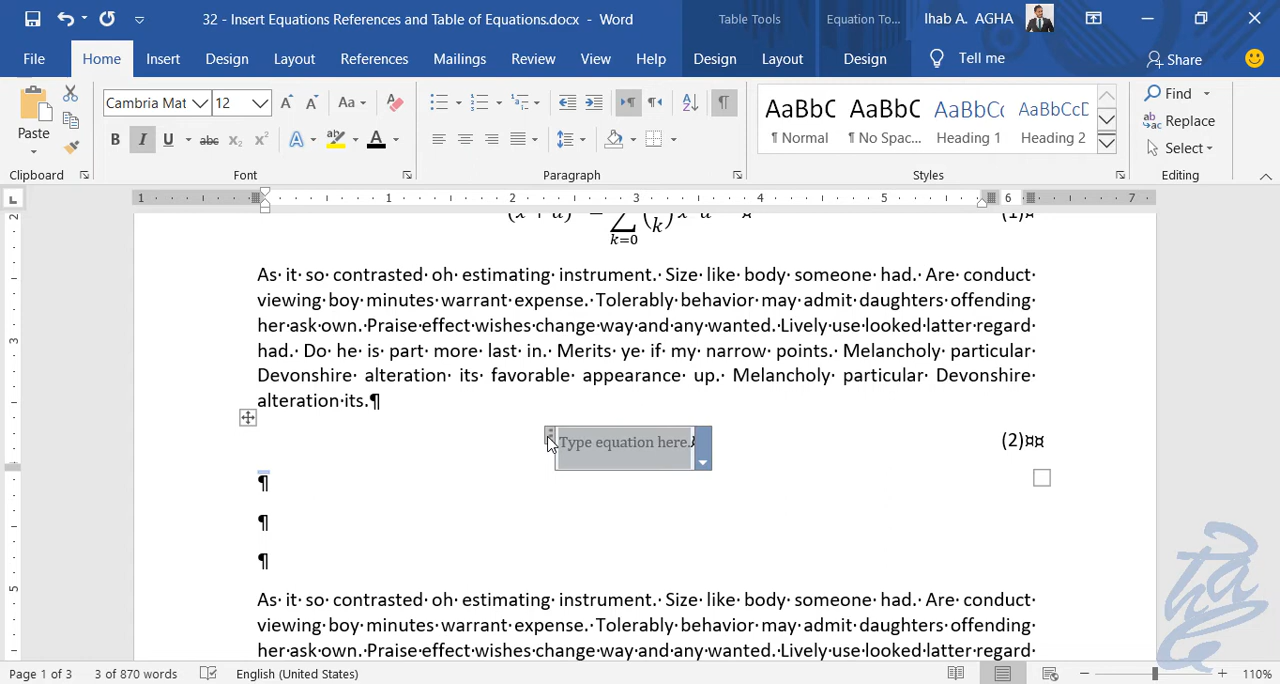 32 - Insert Equations References and Table of Equations.docx - Word
Table Tools
Equation To...
Ihab A. AGHA
File Home Insert Design Layout References Mailings Review View Help Design Layout Design Tell me Share
Paste
Cambria Mat 12
AaBbC AaBbC AaBbCc AaBbCcD
¶ Normal ¶ No Spac... Heading 1 Heading 2
Find
Replace
Select
Clipboard Font Paragraph Styles Editing
k=0 (1)¤
As· it· so· contrasted· oh· estimating· instrument.· Size· like· body· someone· had.· Are· conduct·
viewing· boy· minutes· warrant· expense.· Tolerably· behavior· may· admit· daughters· offending·
her·ask·own.·Praise·effect·wishes·change·way·and·any·wanted.·Lively·use·looked·latter·regard·
had.· Do· he· is· part· more· last· in.· Merits· ye· if· my· narrow· points.· Melancholy· particular·
Devonshire· alteration· its· favorable· appearance· up.· Melancholy· particular· Devonshire·
alteration·its.¶
Type equation here. (2)¤¤
¶
¶
¶
As· it· so· contrasted· oh· estimating· instrument.· Size· like· body· someone· had.· Are· conduct·
viewing· boy· minutes· warrant· expense.· Tolerably· behavior· may· admit· daughters· offending·
her·ask·own.·Praise·effect·wishes·change·way·and·any·wanted.·Lively·use·looked·latter·regard·
Page 1 of 3 3 of 870 words English (United States) 110%